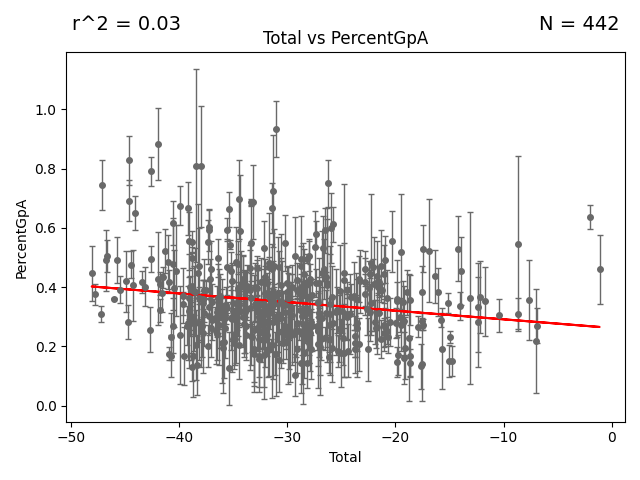 r^2 = 0.03
N = 442
Total vs PercentGpA
PercentGpA
1.0
0.8
0.6
0.4
0.2
0.0
−50
−40
−30
−20
−10
0
Total